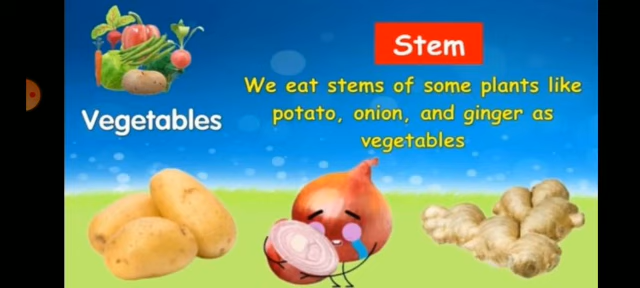 Stem
We eat stems of some plants like
potato, onion, and ginger as
vegetables
Vegetables